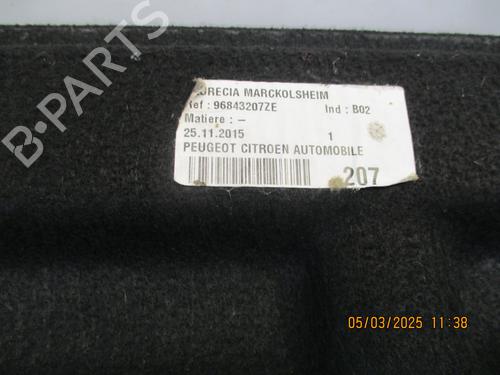 B-PARTS
AURECIA MARCKOLSHEIM
Ref : 96843207ZE Ind : B02
Matiere : –
25.11.2015 1
PEUGEOT CITROEN AUTOMOBILE
207
05/03/2025 11:38